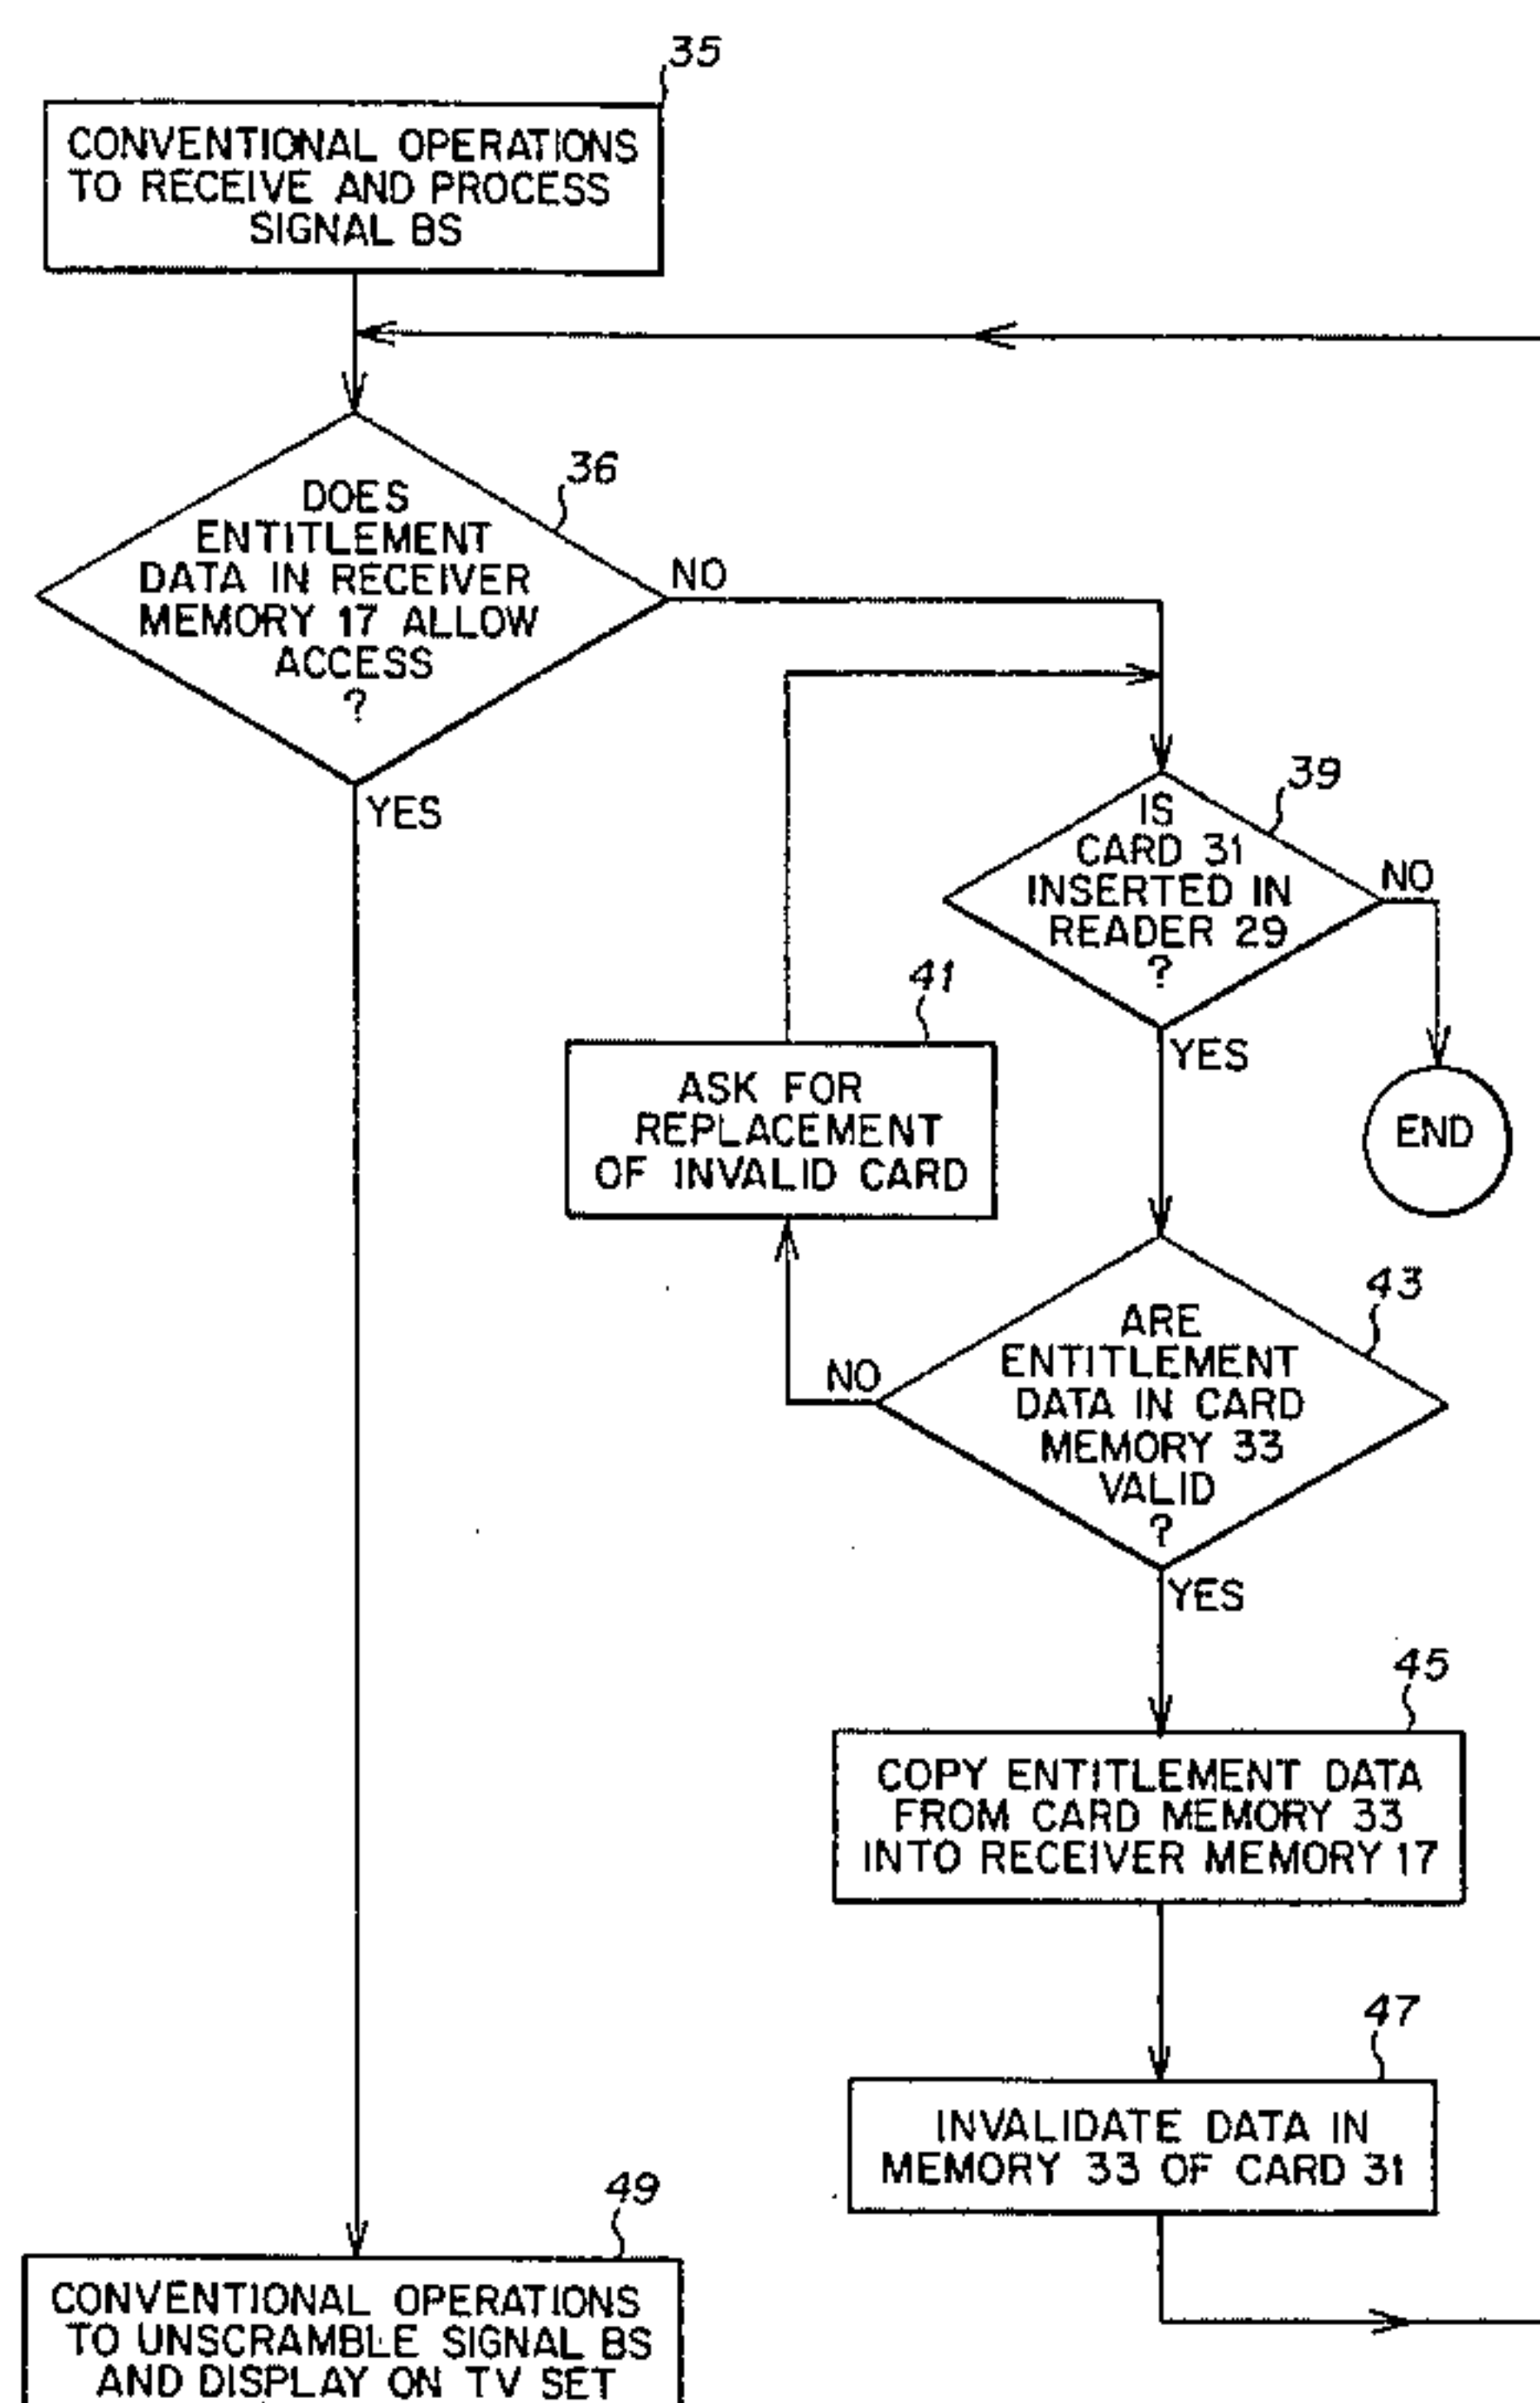 35
CONVENTIONAL OPERATIONS
TO RECEIVE AND PROCESS
SIGNAL BS
36
DOES
ENTITLEMENT
DATA IN RECEIVER
MEMORY 17 ALLOW
ACCESS
?
NO
YES
39
IS
CARD 31
INSERTED IN
READER 29
?
NO
YES
END
41
ASK FOR
REPLACEMENT
OF INVALID CARD
43
ARE
ENTITLEMENT
DATA IN CARD
MEMORY 33
VALID
?
NO
YES
45
COPY ENTITLEMENT DATA
FROM CARD MEMORY 33
INTO RECEIVER MEMORY 17
47
INVALIDATE DATA IN
MEMORY 33 OF CARD 31
49
CONVENTIONAL OPERATIONS
TO UNSCRAMBLE SIGNAL BS
AND DISPLAY ON TV SET